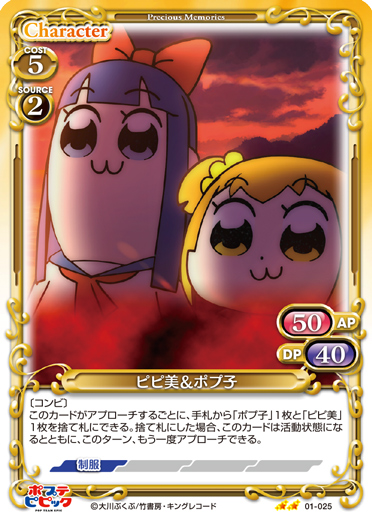 Precious Memories
Character
COST
5
SOURCE
2
50 AP
DP 40
ピピ美&ポプ子
〔コンビ〕
このカードがアプローチするごとに、手札から「ポプ子」1枚と「ピピ美」
1枚を捨て札にできる。捨て札にした場合、このカードは活動状態にな
るとともに、このターン、もう一度アプローチできる。
制服
ポプテピピック
POP TEAM EPIC
©大川ぶくぶ/竹書房・キングレコード
01-025